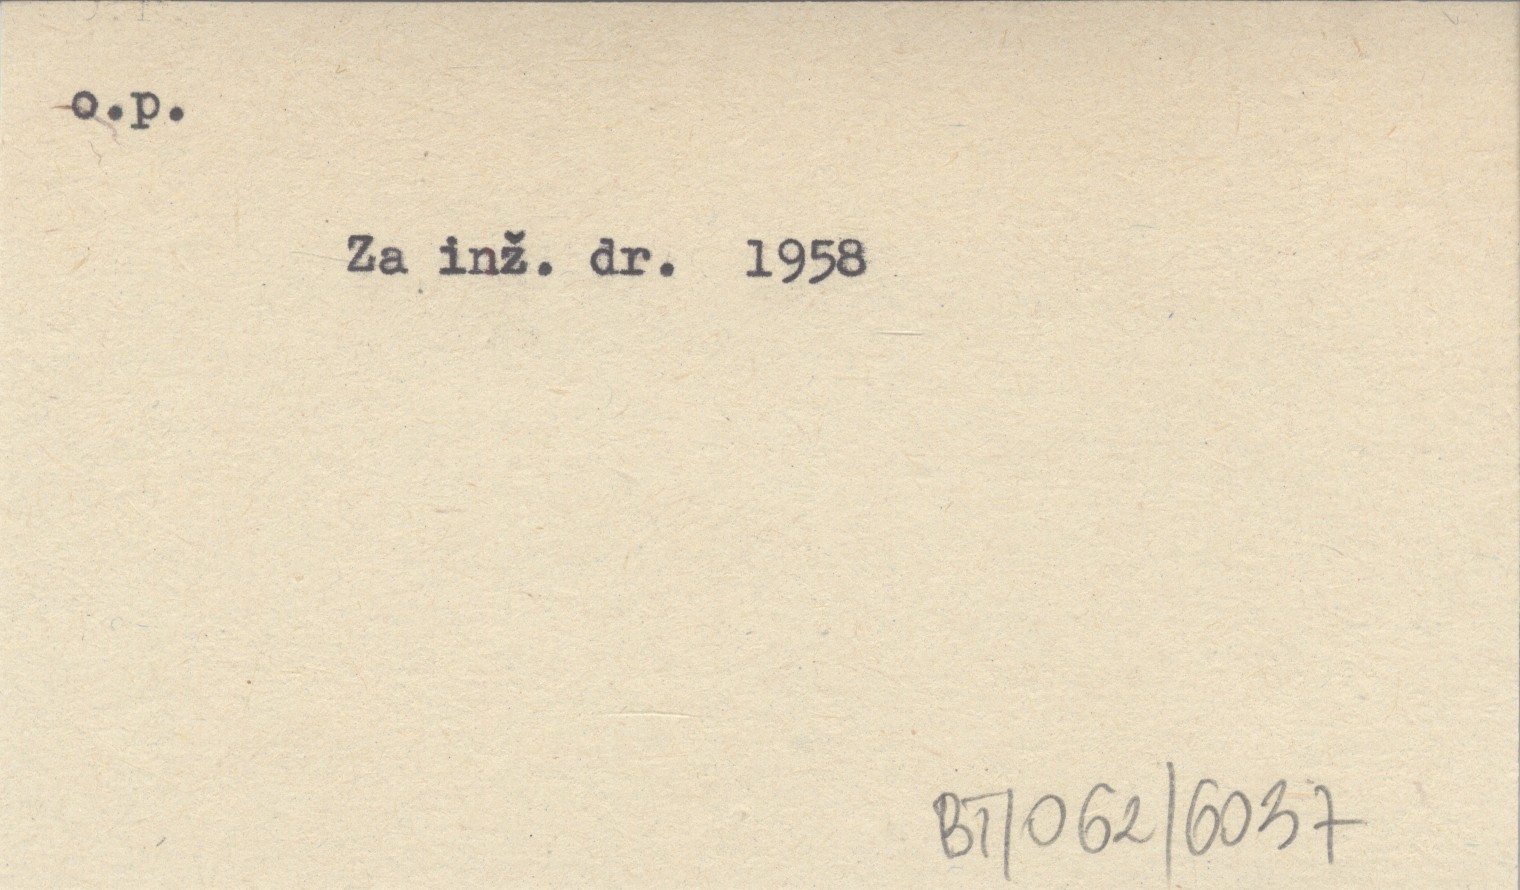 o.p.
Za inž. dr. 1958
BT/062/6037